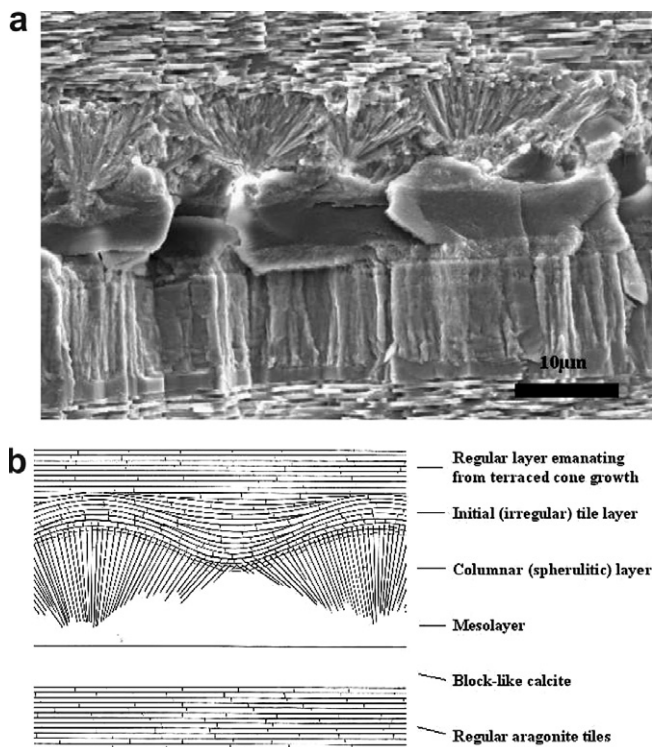 a
10μm
b
Regular layer emanating
from terraced cone growth
Initial (irregular) tile layer
Columnar (spherulitic) layer
Mesolayer
Block-like calcite
Regular aragonite tiles